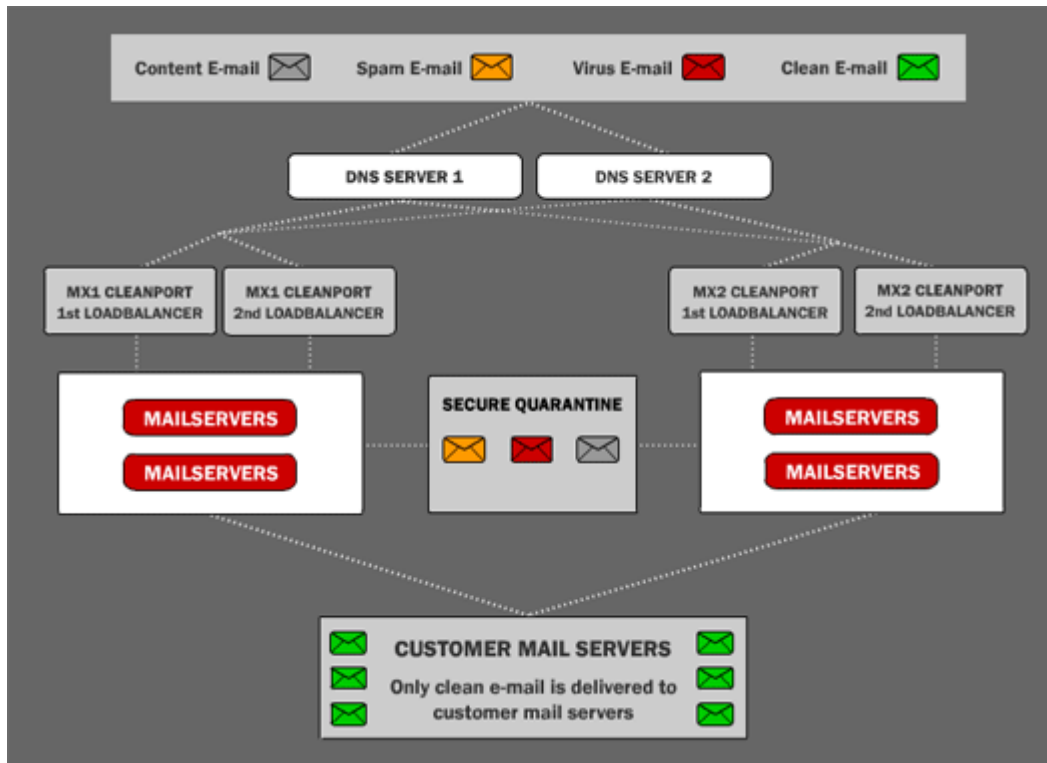 Content E-mail
Spam E-mail
Virus E-mail
Clean E-mail
DNS SERVER 1
DNS SERVER 2
MX1 CLEANPORT
1st LOADBALANCER
MX1 CLEANPORT
2nd LOADBALANCER
MX2 CLEANPORT
1st LOADBALANCER
MX2 CLEANPORT
2nd LOADBALANCER
MAILSERVERS
MAILSERVERS
SECURE QUARANTINE
MAILSERVERS
MAILSERVERS
CUSTOMER MAIL SERVERS
Only clean e-mail is delivered to
customer mail servers